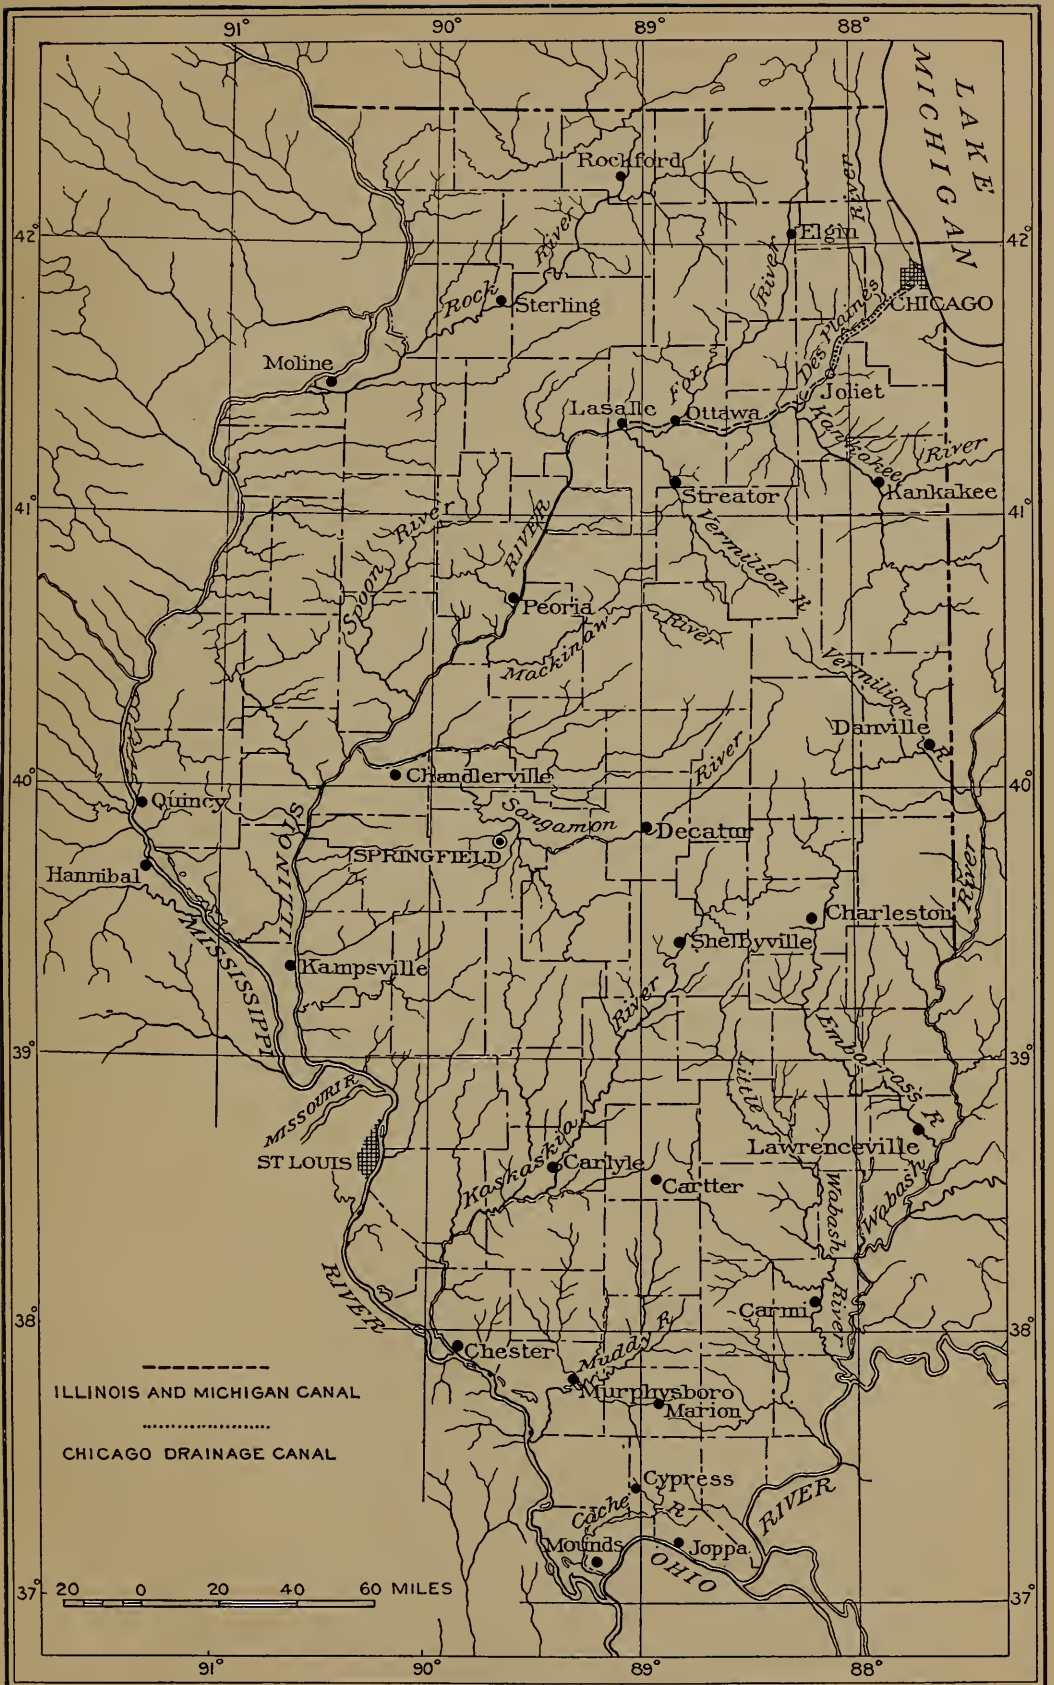 91°
90°
89°
88°
LAKE
MICHIGAN
Rockford
River
42°
42°
Elgin
River
River
Rock
Sterling
CHICAGO
Des Plaines
Moline
Fox
Joliet
Lasalle
Ottawa
Kankakee
River
Streator
Kankakee
41°
41°
River
RIVER
Vermilion R
Spoon
Peoria
Mackinaw
River
Vermilion
R
Danville
River
Chandlerville
40°
40°
Quincy
Sangamon
Decatur
SPRINGFIELD
Hannibal
ILLINOIS
River
Charleston
Shelbyville
MISSISSIPPI
Kampsville
River
39°
39°
Embarrass R
Little
MISSOURI R
Lawrenceville
ST LOUIS
Kaskaskia
Carlyle
Cartter
Wabash
Wabash
River
RIVER
Carmi
38°
38°
Muddy R
Chester
Murphysboro
Marion
ILLINOIS AND MICHIGAN CANAL
CHICAGO DRAINAGE CANAL
Cypress
RIVER
Cache R
Mounds
Joppa
OHIO
37°
37°
20 0 20 40 60 MILES
91°
90°
89°
88°